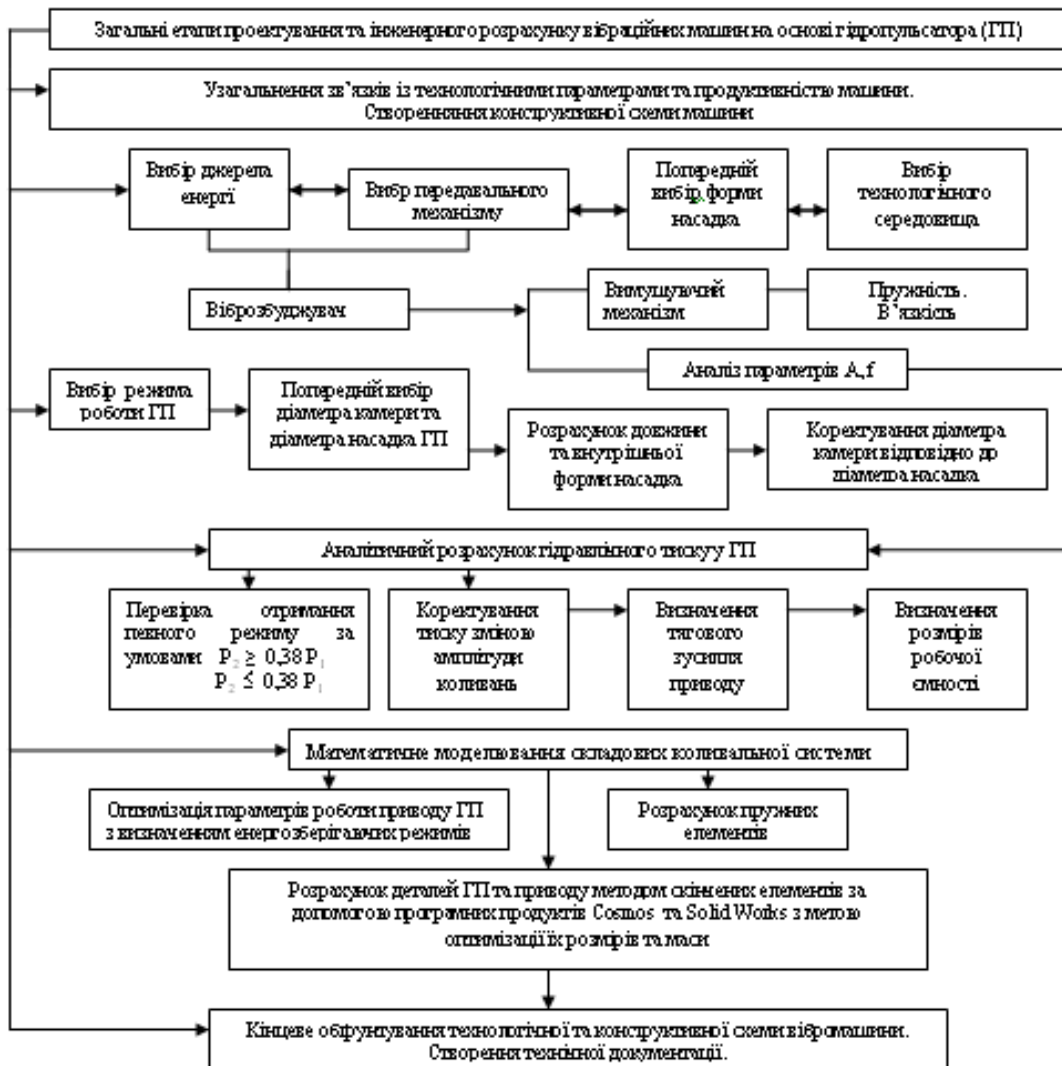 Загальні етапи проектування та інженерного розрахунку вібраційних машин на основі гідропульсатора (ГП)
Узагальнення зв’язків із технологічними параметрами та продуктивністю машини.
Створенняння конструктивної схеми машини
Вибір джерела
енергії
Вибр передавального
механізму
Попередній
вибір форми
насадка
Вибір
технологічного
середовища
Віброзбуджувач
Вимушуючий
механізм
Пружність.
В’язкість
Аналіз параметрів A,f
Вибір режима
роботи ГП
Попередній вибір
діаметра камери та
діаметра насадка ГП
Розрахунок довжини
та внутрішньої
форми насадка
Коректування діаметра
камери відповідно до
діаметра насадка
Аналітичний розрахунок гідравлічного тиску у ГП
Перевірка отримання
певного режиму за
умовами P₂ ≥ 0,38 P₁
P₂ ≤ 0,38 P₁
Коректування
тиску зміною
амплітуди
коливань
Визначення
тягового
зусилля
приводу
Визначення
розмірів
робочої
ємності
Математичне моделювання складових коливальної системи
Оптимізація параметрів роботи приводу ГП
з визначенням енергозберігаючих режимів
Розрахунок пружних
елементів
Розрахунок деталей ГП та приводу методом скінчених елементів за
допомогою програмних продуктів Cosmos та Solid Works з метою
оптимізації їх розмірів та маси
Кінцеве обґрунтування технологічної та конструктивної схеми вібромашини.
Створення технічної документації.